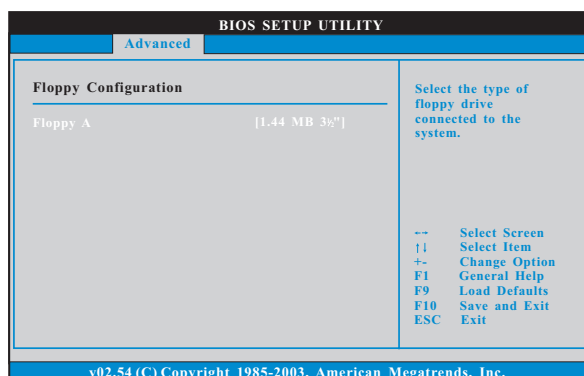 BIOS SETUP UTILITY
Advanced
Floppy Configuration
Floppy A [1.44 MB 3½"]
Select the type of
floppy drive
connected to the
system.
←→ Select Screen
↑↓ Select Item
+- Change Option
F1 General Help
F9 Load Defaults
F10 Save and Exit
ESC Exit
v02.54 (C) Copyright 1985-2003, American Megatrends, Inc.